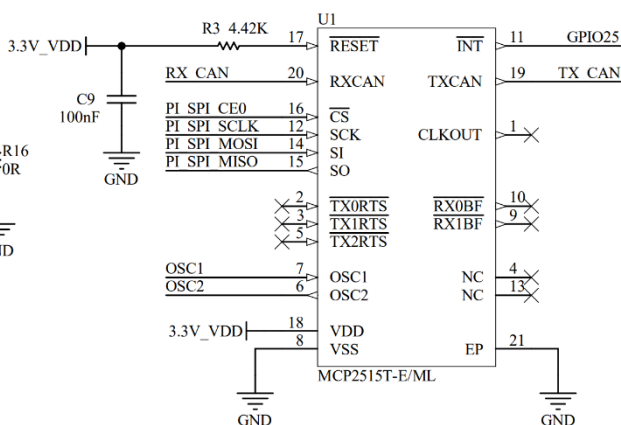 U1
R3 4.42K
3.3V_VDD
17 RESET INT 11 GPIO25
RX_CAN 20 RXCAN TXCAN 19 TX_CAN
C9
100nF
PI_SPI_CE0 16 CS
PI_SPI_SCLK 12 SCK CLKOUT 1
PI_SPI_MOSI 14 SI
PI_SPI_MISO 15 SO
R16
0R
GND
2 TX0RTS RX0BF 10
3 TX1RTS RX1BF 9
5 TX2RTS
OSC1 7 OSC1 NC 4
OSC2 6 OSC2 NC 13
3.3V_VDD 18 VDD
8 VSS EP 21
MCP2515T-E/ML
GND
GND